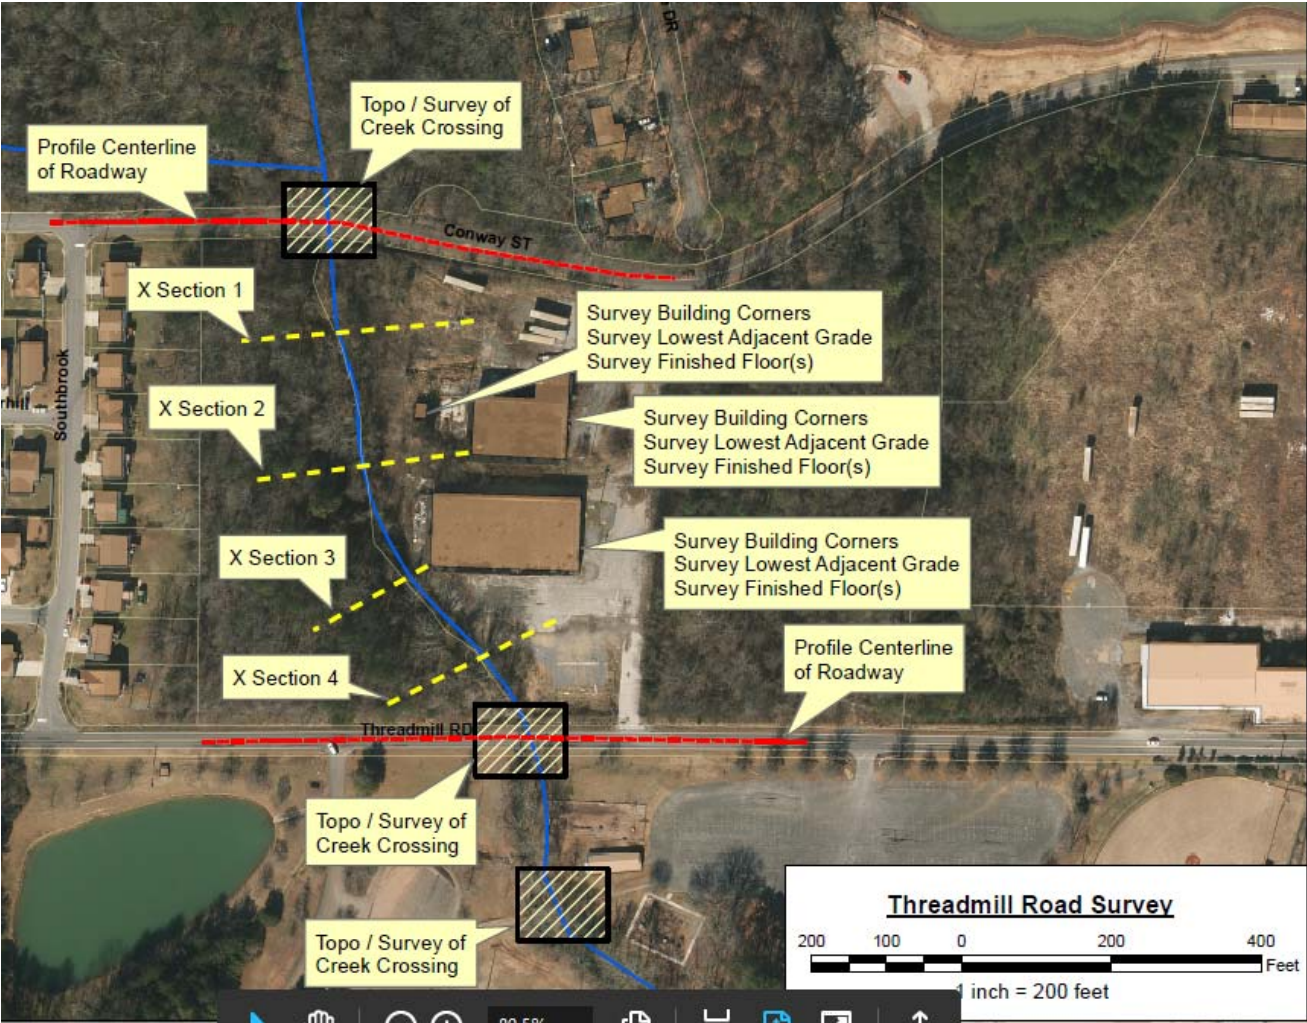 DR
Topo / Survey of
Creek Crossing
Profile Centerline
of Roadway
Conway ST
X Section 1
Survey Building Corners
Survey Lowest Adjacent Grade
Survey Finished Floor(s)
Southbrook
X Section 2
Survey Building Corners
Survey Lowest Adjacent Grade
Survey Finished Floor(s)
X Section 3
Survey Building Corners
Survey Lowest Adjacent Grade
Survey Finished Floor(s)
X Section 4
Profile Centerline
of Roadway
Threadmill RD
Topo / Survey of
Creek Crossing
Topo / Survey of
Creek Crossing
Threadmill Road Survey
200 100 0 200 400
Feet
1 inch = 200 feet